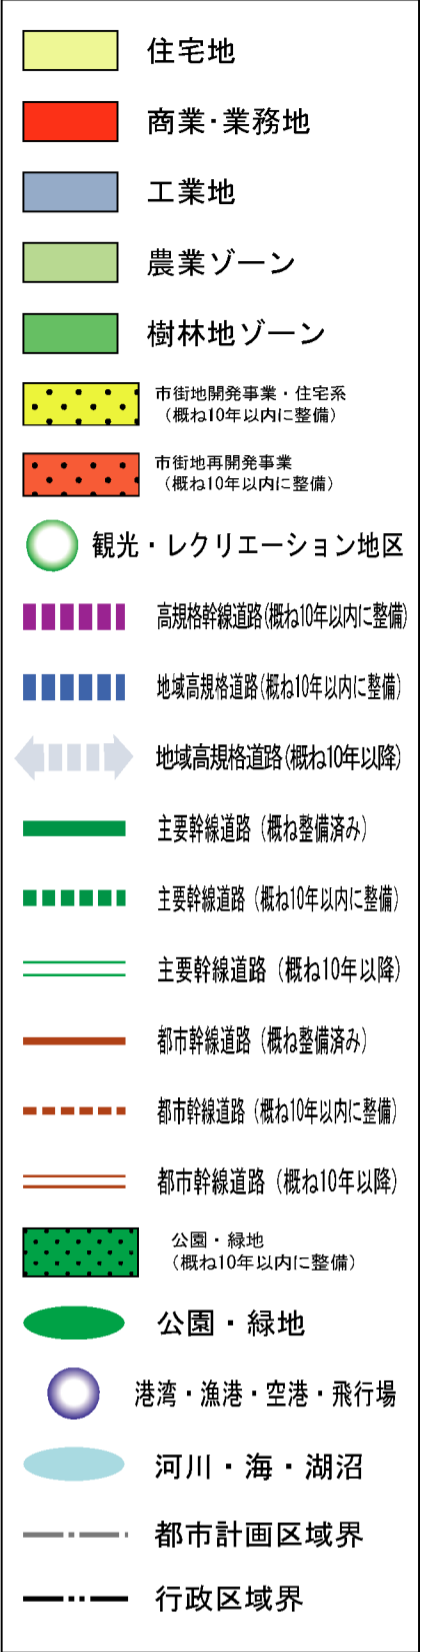 住宅地
商業・業務地
工業地
農業ゾーン
樹林地ゾーン
市街地開発事業・住宅系
（概ね10年以内に整備）
市街地再開発事業
（概ね10年以内に整備）
観光・レクリエーション地区
高規格幹線道路(概ね10年以内に整備)
地域高規格道路(概ね10年以内に整備)
地域高規格道路(概ね10年以降)
主要幹線道路（概ね整備済み）
主要幹線道路（概ね10年以内に整備）
主要幹線道路（概ね10年以降）
都市幹線道路（概ね整備済み）
都市幹線道路（概ね10年以内に整備）
都市幹線道路（概ね10年以降）
公園・緑地
（概ね10年以内に整備）
公園・緑地
港湾・漁港・空港・飛行場
河川・海・湖沼
都市計画区域界
行政区域界